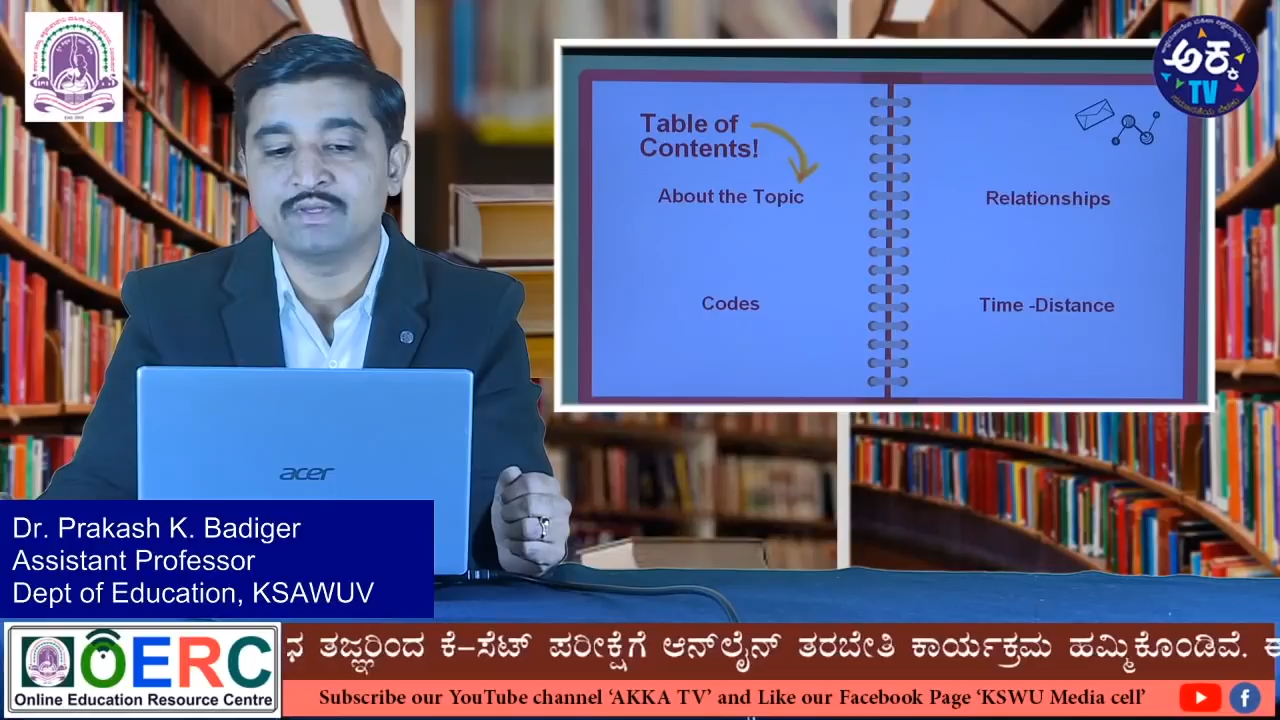 ಅಕ್ಕ
TV
Table of
Contents!
About the Topic
Relationships
Codes
Time -Distance
acer
Dr. Prakash K. Badiger
Assistant Professor
Dept of Education, KSAWUV
OERC
Online Education Resource Centre
ಧ ತಜ್ಞರಿಂದ ಕೆ–ಸೆಟ್ ಪರೀಕ್ಷೆಗೆ ಆನ್‌ಲೈನ್ ತರಬೇತಿ ಕಾರ್ಯಕ್ರಮ ಹಮ್ಮಿಕೊಂಡಿವೆ. ಈ
Subscribe our YouTube channel ‘AKKA TV’ and Like our Facebook Page ‘KSWU Media cell’